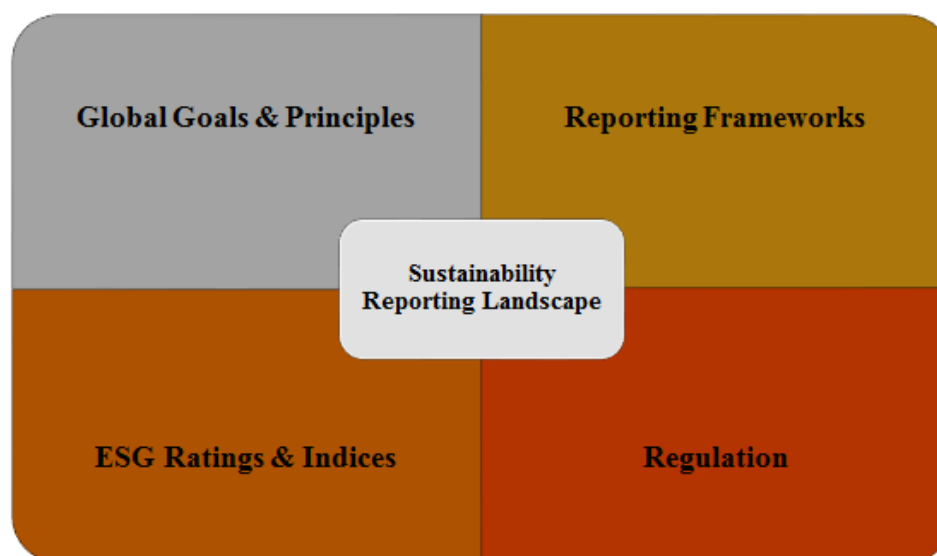 Global Goals & Principles
Reporting Frameworks
Sustainability
Reporting Landscape
ESG Ratings & Indices
Regulation